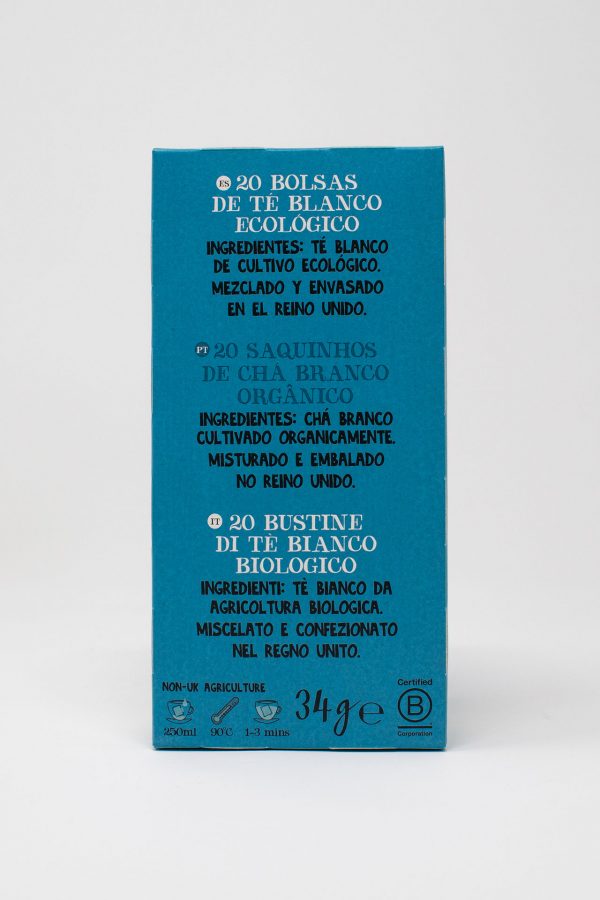 ES 20 BOLSAS
DE TÉ BLANCO
ECOLÓGICO
INGREDIENTES: TÉ BLANCO
DE CULTIVO ECOLÓGICO.
MEZCLADO Y ENVASADO
EN EL REINO UNIDO.
PT 20 SAQUINHOS
DE CHÁ BRANCO
ORGÂNICO
INGREDIENTES: CHÁ BRANCO
CULTIVADO ORGANICAMENTE.
MISTURADO E EMBALADO
NO REINO UNIDO.
IT 20 BUSTINE
DI TÈ BIANCO
BIOLOGICO
INGREDIENTI: TÈ BIANCO DA
AGRICOLTURA BIOLOGICA.
MISCELATO E CONFEZIONATO
NEL REGNO UNITO.
NON-UK AGRICULTURE
250ml 90°C 1-3 mins
34g e
Certified
B
Corporation